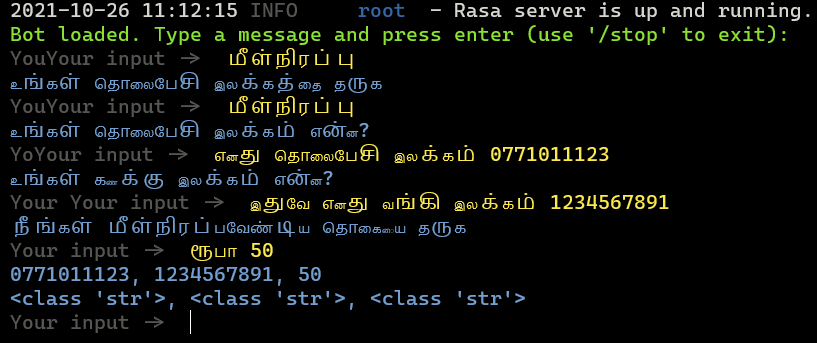 2021-10-26 11:12:15 INFO     root  - Rasa server is up and running.
Bot loaded. Type a message and press enter (use '/stop' to exit):
YouYour input ->  மீள்நிரப்பு
உங்கள் தொலைபேசி இலக்கத்தை தருக
YouYour input ->  மீள்நிரப்பு
உங்கள் தொலைபேசி இலக்கம் என்ன?
YoYour input ->  எனது தொலைபேசி இலக்கம் 0771011123
உங்கள் கணக்கு இலக்கம் என்ன?
Your Your input ->  இதுவே எனது வங்கி இலக்கம் 1234567891
நீங்கள் மீள்நிரப்பவேண்டிய தொகையை தருக
Your input ->  ரூபா 50
0771011123, 1234567891, 50
<class 'str'>, <class 'str'>, <class 'str'>
Your input ->